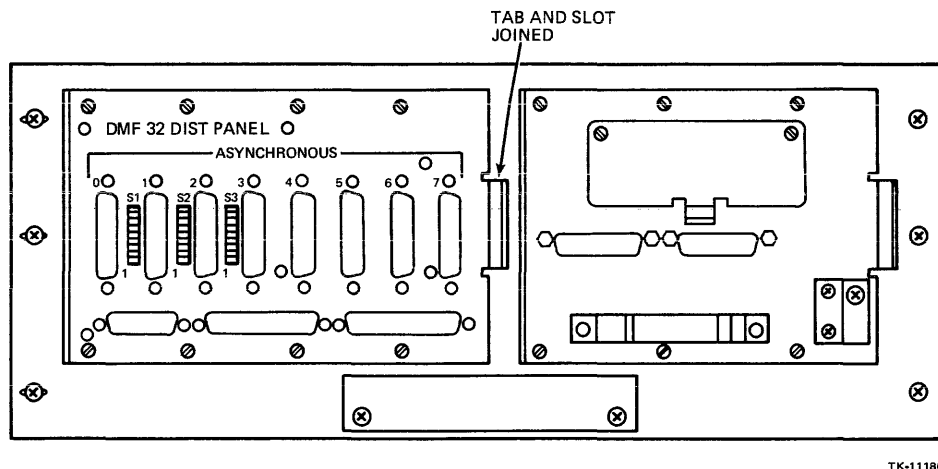 TAB AND SLOT
JOINED
DMF 32 DIST PANEL
ASYNCHRONOUS
0 1 2 3 4 5 6 7
S1 S2 S3
1 1 1